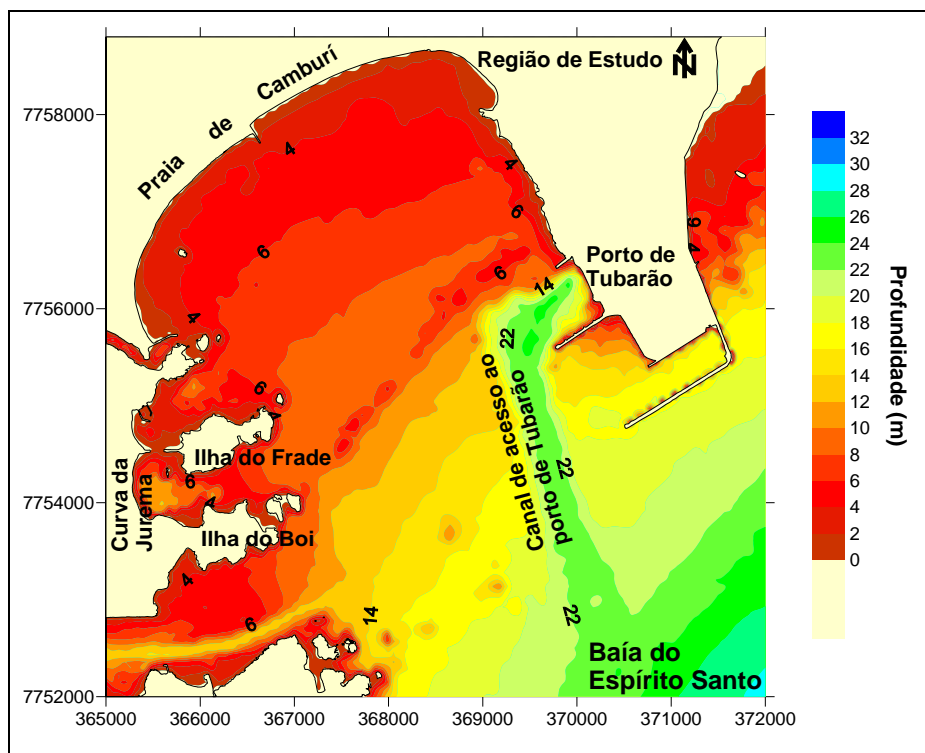 Região de Estudo
N
Praia de Camburí
7758000
7756000
7754000
7752000
4
4
6
6
6
4
14
Porto de
Tubarão
6
4
4
22
6
4
Canal de acesso ao
porto de Tubarão
22
Ilha do Frade
6
4
Curva da
Jurema
Ilha do Boi
4
6
14
22
Baía do
Espírito Santo
365000 366000 367000 368000 369000 370000 371000 372000
32
30
28
26
24
22
20
18
16
14
12
10
8
6
4
2
0
Profundidade (m)